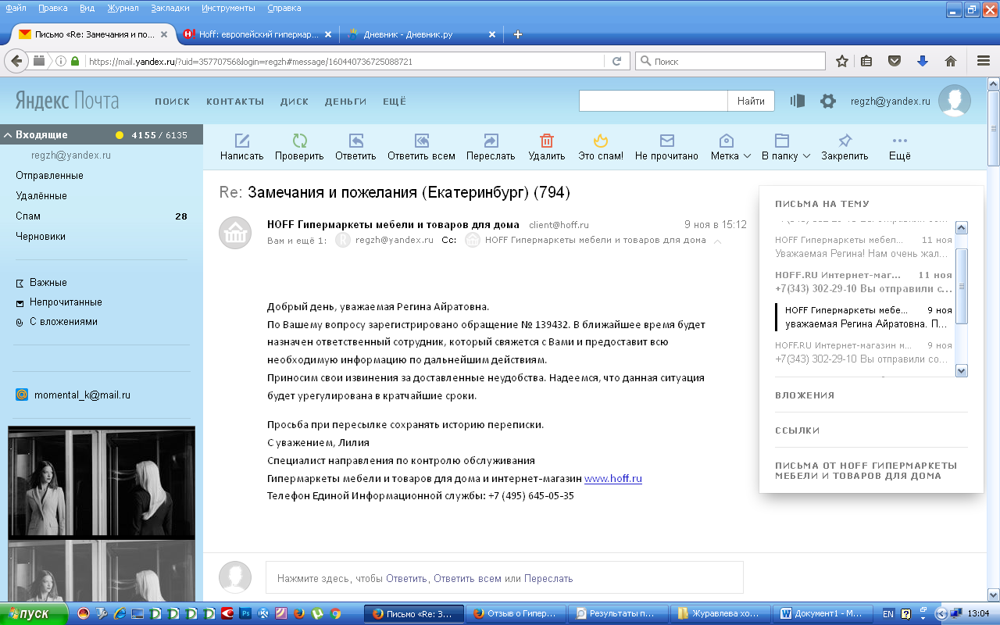 Файл Правка Вид Журнал Закладки Инструменты Справка
Письмо «Re: Замечания и по...
Hoff: европейский гипермар...
Дневник - Дневник.ру
https://mail.yandex.ru/?uid=35770756&login=regzh#message/160440736725088721
Поиск
Яндекс Почта
ПОИСК КОНТАКТЫ ДИСК ДЕНЬГИ ЕЩЁ
Найти
regzh@yandex.ru
Входящие 4155 / 6135
regzh@yandex.ru
Отправленные
Удалённые
Спам 28
Черновики
Важные
Непрочитанные
С вложениями
momental_k@mail.ru
Написать Проверить Ответить Ответить всем Переслать Удалить Это спам! Не прочитано Метка В папку Закрепить Ещё
Re: Замечания и пожелания (Екатеринбург) (794)
HOFF Гипермаркеты мебели и товаров для дома client@hoff.ru 9 ноя в 15:12
Вам и ещё 1: R regzh@yandex.ru Cc: HOFF Гипермаркеты мебели и товаров для дома
Добрый день, уважаемая Регина Айратовна.
По Вашему вопросу зарегистрировано обращение № 139432. В ближайшее время будет
назначен ответственный сотрудник, который свяжется с Вами и предоставит всю
необходимую информацию по дальнейшим действиям.
Приносим свои извинения за доставленные неудобства. Надеемся, что данная ситуация
будет урегулирована в кратчайшие сроки.
Просьба при пересылке сохранять историю переписки.
С уважением, Лилия
Специалист направления по контролю обслуживания
Гипермаркеты мебели и товаров для дома и интернет-магазин www.hoff.ru
Телефон Единой Информационной службы: +7 (495) 645-05-35
Нажмите здесь, чтобы Ответить, Ответить всем или Переслать
ПИСЬМА НА ТЕМУ
HOFF Гипермаркеты мебел... 11 ноя
Уважаемая Регина! Нам очень жал...
HOFF.RU Интернет-маг... 11 ноя
+7(343) 302-29-10 Вы отправили с...
HOFF Гипермаркеты мебе... 9 ноя
уважаемая Регина Айратовна. П...
HOFF.RU Интернет-магазин м... 9 ноя
+7(343) 302-29-10 Вы отправили со...
ВЛОЖЕНИЯ
ССЫЛКИ
ПИСЬМА ОТ HOFF ГИПЕРМАРКЕТЫ
МЕБЕЛИ И ТОВАРОВ ДЛЯ ДОМА
пуск
Письмо «Re: З...
Отзыв о Гипер...
Результаты п...
Журавлева хо...
Документ1 - M...
EN
13:04